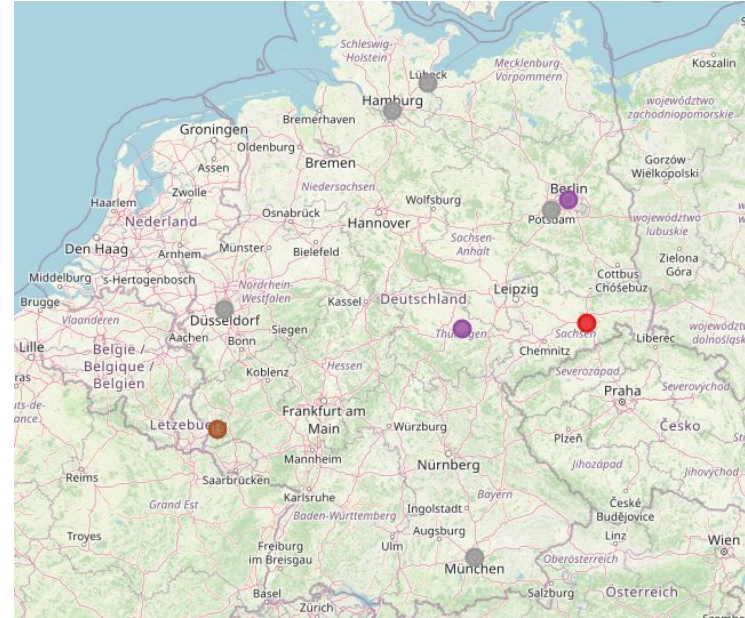 Schleswig-
Holstein
Lübeck
Mecklenburg-
Vorpommern
Koszalin
Hamburg
województwo
zachodniopomorskie
Bremerhaven
Groningen
Oldenburg
Assen
Bremen
Gorzów
Wielkopolski
Zwolle
Niedersachsen
Berlin
Haarlem
Nederland
Wolfsburg
Osnabrück
Hannover
Potsdam
województwo
lubuskie
Den Haag
Arnhem
Münster
Bielefeld
Sachsen-
Anhalt
Zielona
Góra
Middelburg
's-Hertogenbosch
Cottbus
- Chóśebuz
Brugge
Nordrhein-
Westfalen
Kassel
Deutschland
Leipzig
Vlaanderen
Düsseldorf
Thüringen
Sachsen
województwo
dolnośląs
Lille
België /
Belgique /
Belgien
Aachen
Bonn
Siegen
Chemnitz
Liberec
Hessen
Severozápad
Koblenz
Praha
Severovýchod
Frankfurt am
Main
Letzebuerg
Würzburg
Plzeň
Česko
Mannheim
Nürnberg
Jihozápad
Jihovýchod
Reims
Saarbrücken
Grand Est
Karlsruhe
Bayern
Baden-Württemberg
Ingolstadt
České
Budějovice
Troyes
Augsburg
Linz
Freiburg
im Breisgau
Ulm
Wien
München
Oberösterreich
Basel
Salzburg
Österreich
Zürich